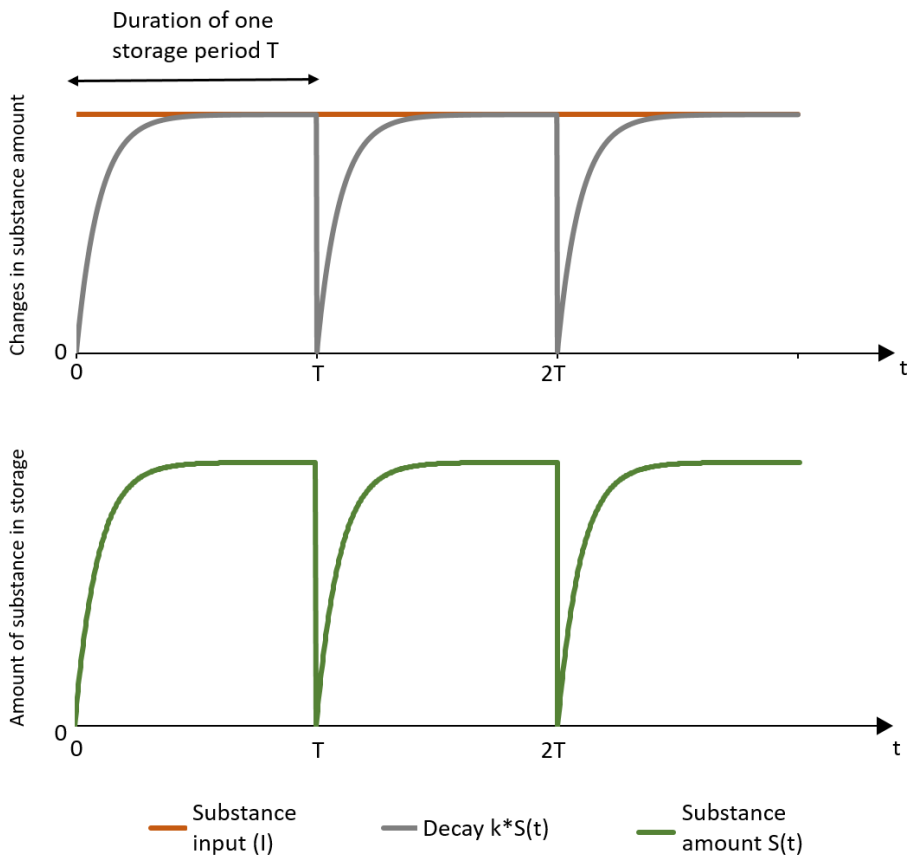 Duration of one
storage period T
Changes in substance amount
0
0
T
2T
t
Amount of substance in storage
0
0
T
2T
t
Substance
input (I)
Decay k*S(t)
Substance
amount S(t)